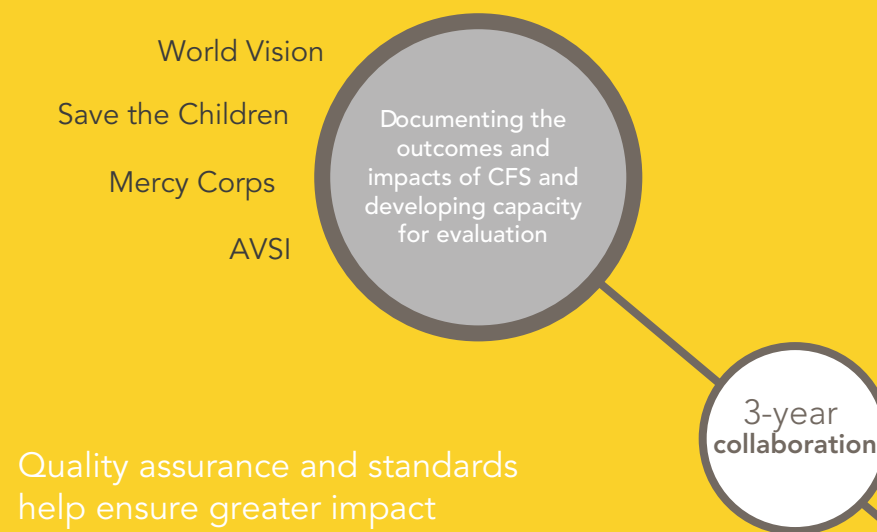 World Vision
Save the Children
Mercy Corps
AVSI
Documenting the
outcomes and
impacts of CFS and
developing capacity
for evaluation
3-year
collaboration
Quality assurance and standards
help ensure greater impact